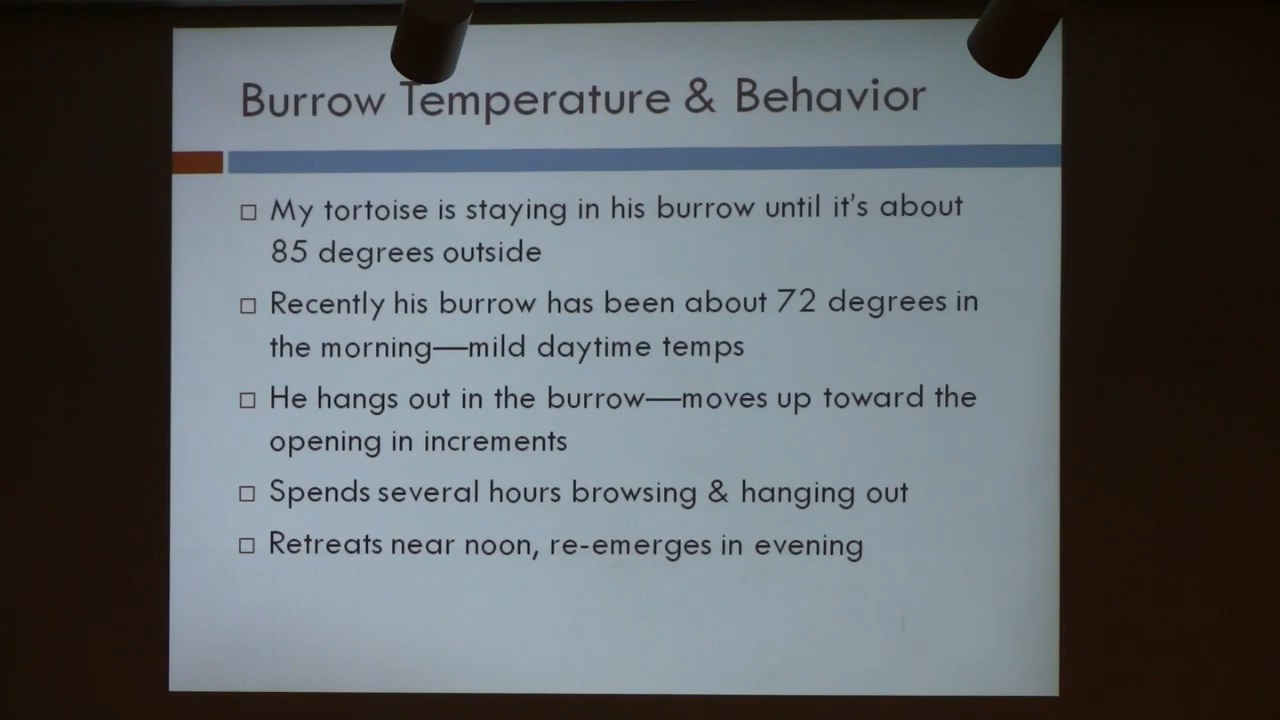 Burrow Temperature & Behavior
My tortoise is staying in his burrow until it's about
85 degrees outside
Recently his burrow has been about 72 degrees in
the morning—mild daytime temps
He hangs out in the burrow—moves up toward the
opening in increments
Spends several hours browsing & hanging out
Retreats near noon, re-emerges in evening